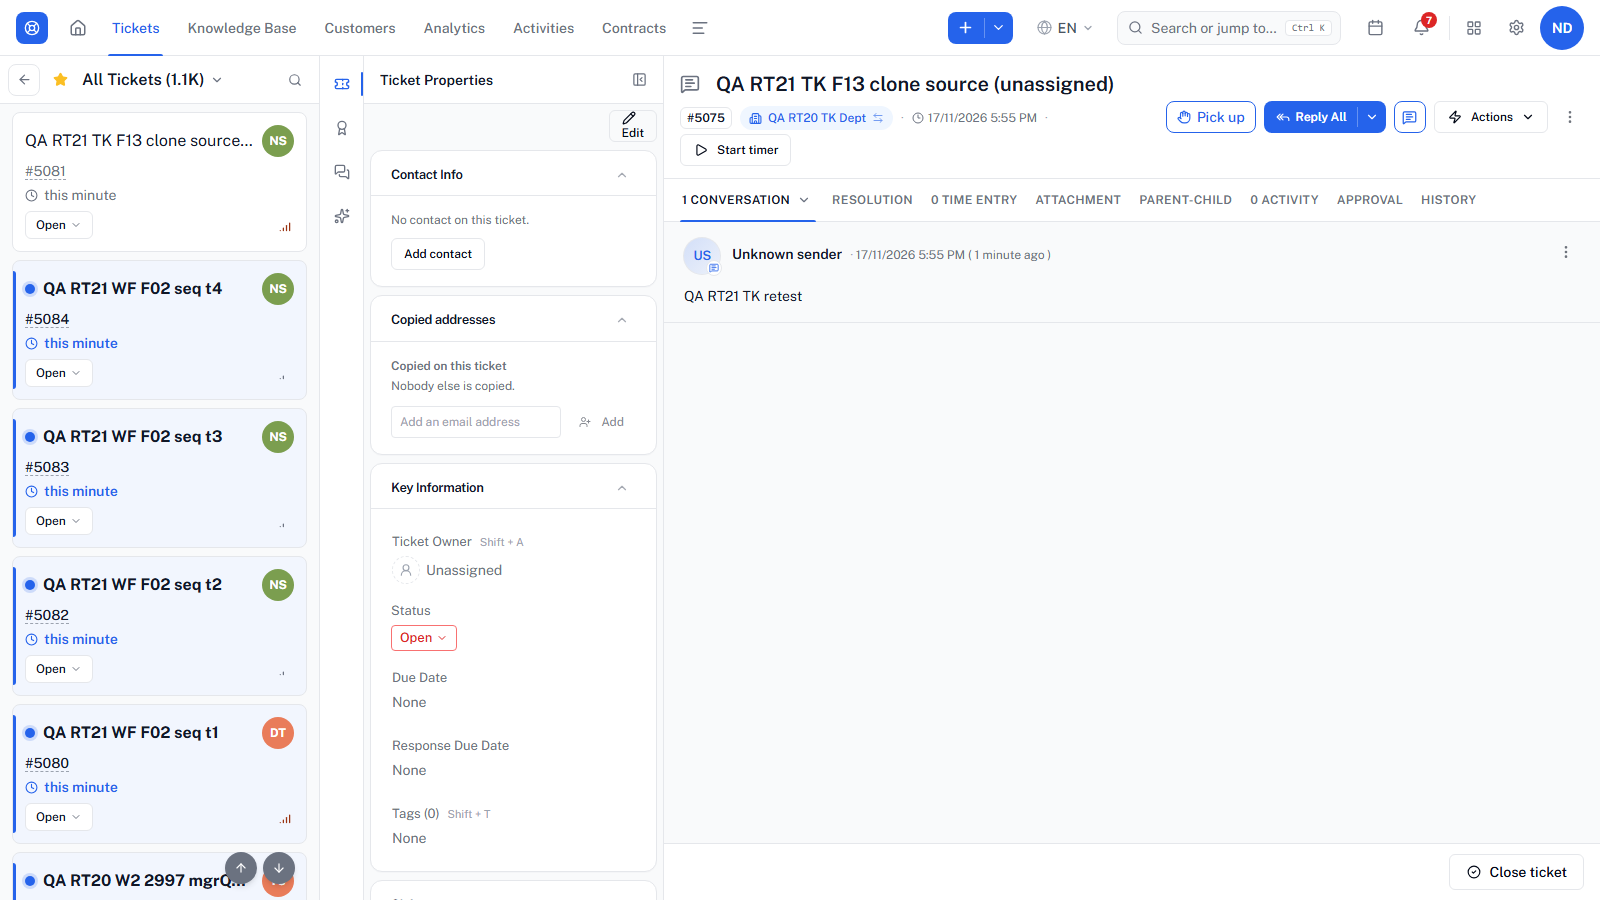 Tickets
Knowledge Base
Customers
Analytics
Activities
Contracts
EN
Search or jump to...
Ctrl K
7
ND
All Tickets (1.1K)
QA RT21 TK F13 clone source...
NS
#5081
this minute
Open
QA RT21 WF F02 seq t4
NS
#5084
this minute
Open
QA RT21 WF F02 seq t3
NS
#5083
this minute
Open
QA RT21 WF F02 seq t2
NS
#5082
this minute
Open
QA RT21 WF F02 seq t1
DT
#5080
this minute
Open
QA RT20 W2 2997 mgrQ...
Ticket Properties
Edit
Contact Info
No contact on this ticket.
Add contact
Copied addresses
Copied on this ticket
Nobody else is copied.
Add an email address
Add
Key Information
Ticket Owner Shift + A
Unassigned
Status
Open
Due Date
None
Response Due Date
None
Tags (0) Shift + T
None
QA RT21 TK F13 clone source (unassigned)
#5075
QA RT20 TK Dept
· 17/11/2026 5:55 PM ·
Pick up
Reply All
Actions
Start timer
1 CONVERSATION
RESOLUTION
0 TIME ENTRY
ATTACHMENT
PARENT-CHILD
0 ACTIVITY
APPROVAL
HISTORY
US
Unknown sender · 17/11/2026 5:55 PM ( 1 minute ago )
QA RT21 TK retest
Close ticket